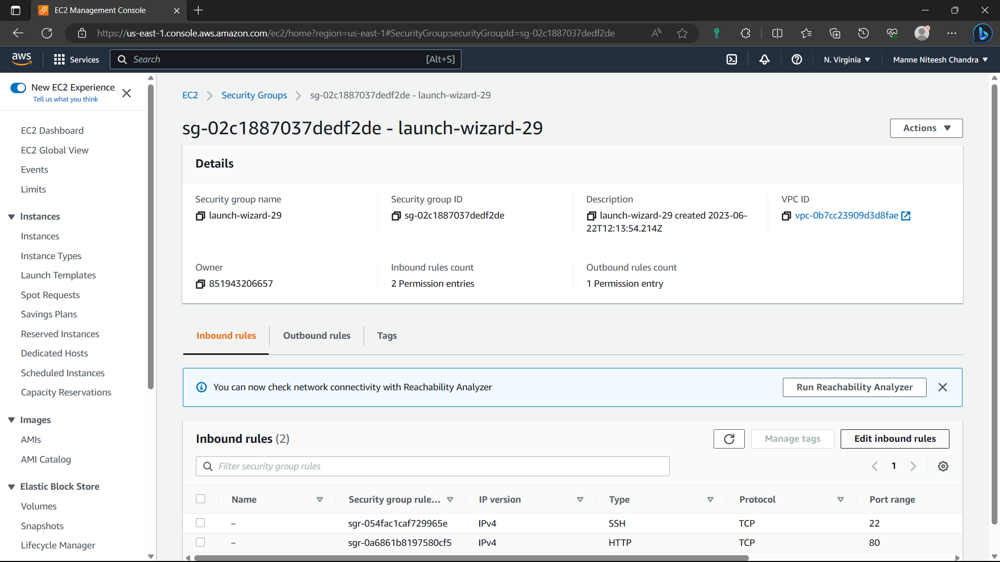 EC2 Management Console
https://us-east-1.console.aws.amazon.com/ec2/home?region=us-east-1#SecurityGroup:securityGroupId=sg-02c1887037dedf2de
aws
Services
Search
[Alt+S]
N. Virginia
Manne Niteesh Chandra
New EC2 Experience
Tell us what you think
EC2 Dashboard
EC2 Global View
Events
Limits
Instances
Instances
Instance Types
Launch Templates
Spot Requests
Savings Plans
Reserved Instances
Dedicated Hosts
Scheduled Instances
Capacity Reservations
Images
AMIs
AMI Catalog
Elastic Block Store
Volumes
Snapshots
Lifecycle Manager
EC2 > Security Groups > sg-02c1887037dedf2de - launch-wizard-29
sg-02c1887037dedf2de - launch-wizard-29
Actions
Details
Security group name
launch-wizard-29
Security group ID
sg-02c1887037dedf2de
Description
launch-wizard-29 created 2023-06-
22T12:13:54.214Z
VPC ID
vpc-0b7cc23909d3d8fae
Owner
851943206657
Inbound rules count
2 Permission entries
Outbound rules count
1 Permission entry
Inbound rules
Outbound rules
Tags
You can now check network connectivity with Reachability Analyzer
Run Reachability Analyzer
Inbound rules (2)
Manage tags
Edit inbound rules
Filter security group rules
1
Name Security group rule... IP version Type Protocol Port range
– sgr-054fac1caf729965e IPv4 SSH TCP 22
– sgr-0a6861b8197580cf5 IPv4 HTTP TCP 80